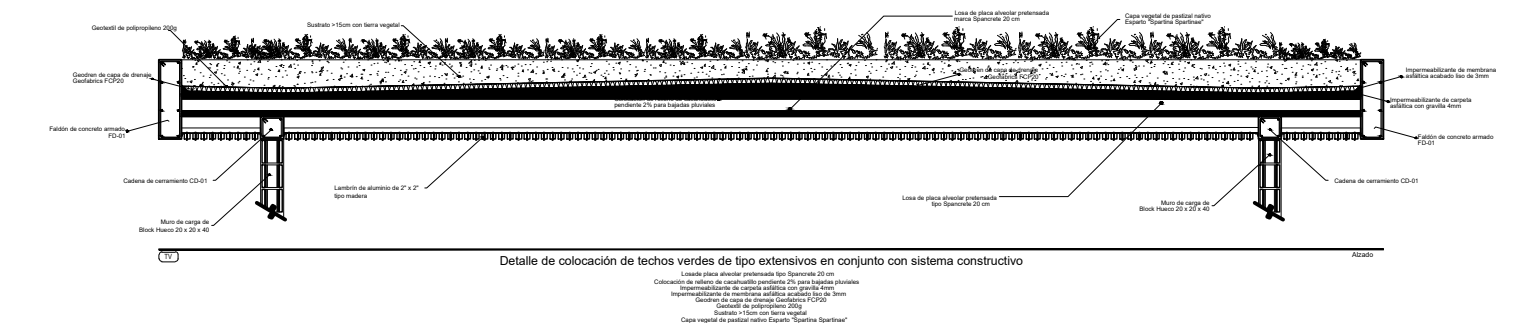 Losa de placa alveolar pretensada
marca Spancrete 20 cm
Capa vegetal de pastizal nativo
Esparto "Spartina Spartinae"
Geotextil de polipropileno 200g
Sustrato >15cm con tierra vegetal
Geodren de capa de drenaje
Geofabrics FCP20
Geodren de capa de drenaje
Geofabrics FCP20
Impermeabilizante de membrana
asfáltica acabado liso de 3mm
pendiente 2% para bajadas pluviales
Impermeabilizante de carpeta
asfáltica con gravilla 4mm
Faldón de concreto armado
FD-01
Faldón de concreto armado
FD-01
Cadena de cerramiento CD-01
Lambrín de aluminio de 2" x 2"
tipo madera
Losa de placa alveolar pretensada
tipo Spancrete 20 cm
Cadena de cerramiento CD-01
Muro de carga de
Block Hueco 20 x 20 x 40
Muro de carga de
Block Hueco 20 x 20 x 40
TV
Detalle de colocación de techos verdes de tipo extensivos en conjunto con sistema constructivo
Alzado
Losade placa alveolar pretensada tipo Spancrete 20 cm
Colocación de relleno de cacahuatillo pendiente 2% para bajadas pluviales
Impermeabilizante de carpeta asfáltica con gravilla 4mm
Impermeabilizante de membrana asfáltica acabado liso de 3mm
Geodren de capa de drenaje Geofabrics FCP20
Geotextil de polipropileno 200g
Sustrato >15cm con tierra vegetal
Capa vegetal de pastizal nativo Esparto "Spartina Spartinae"